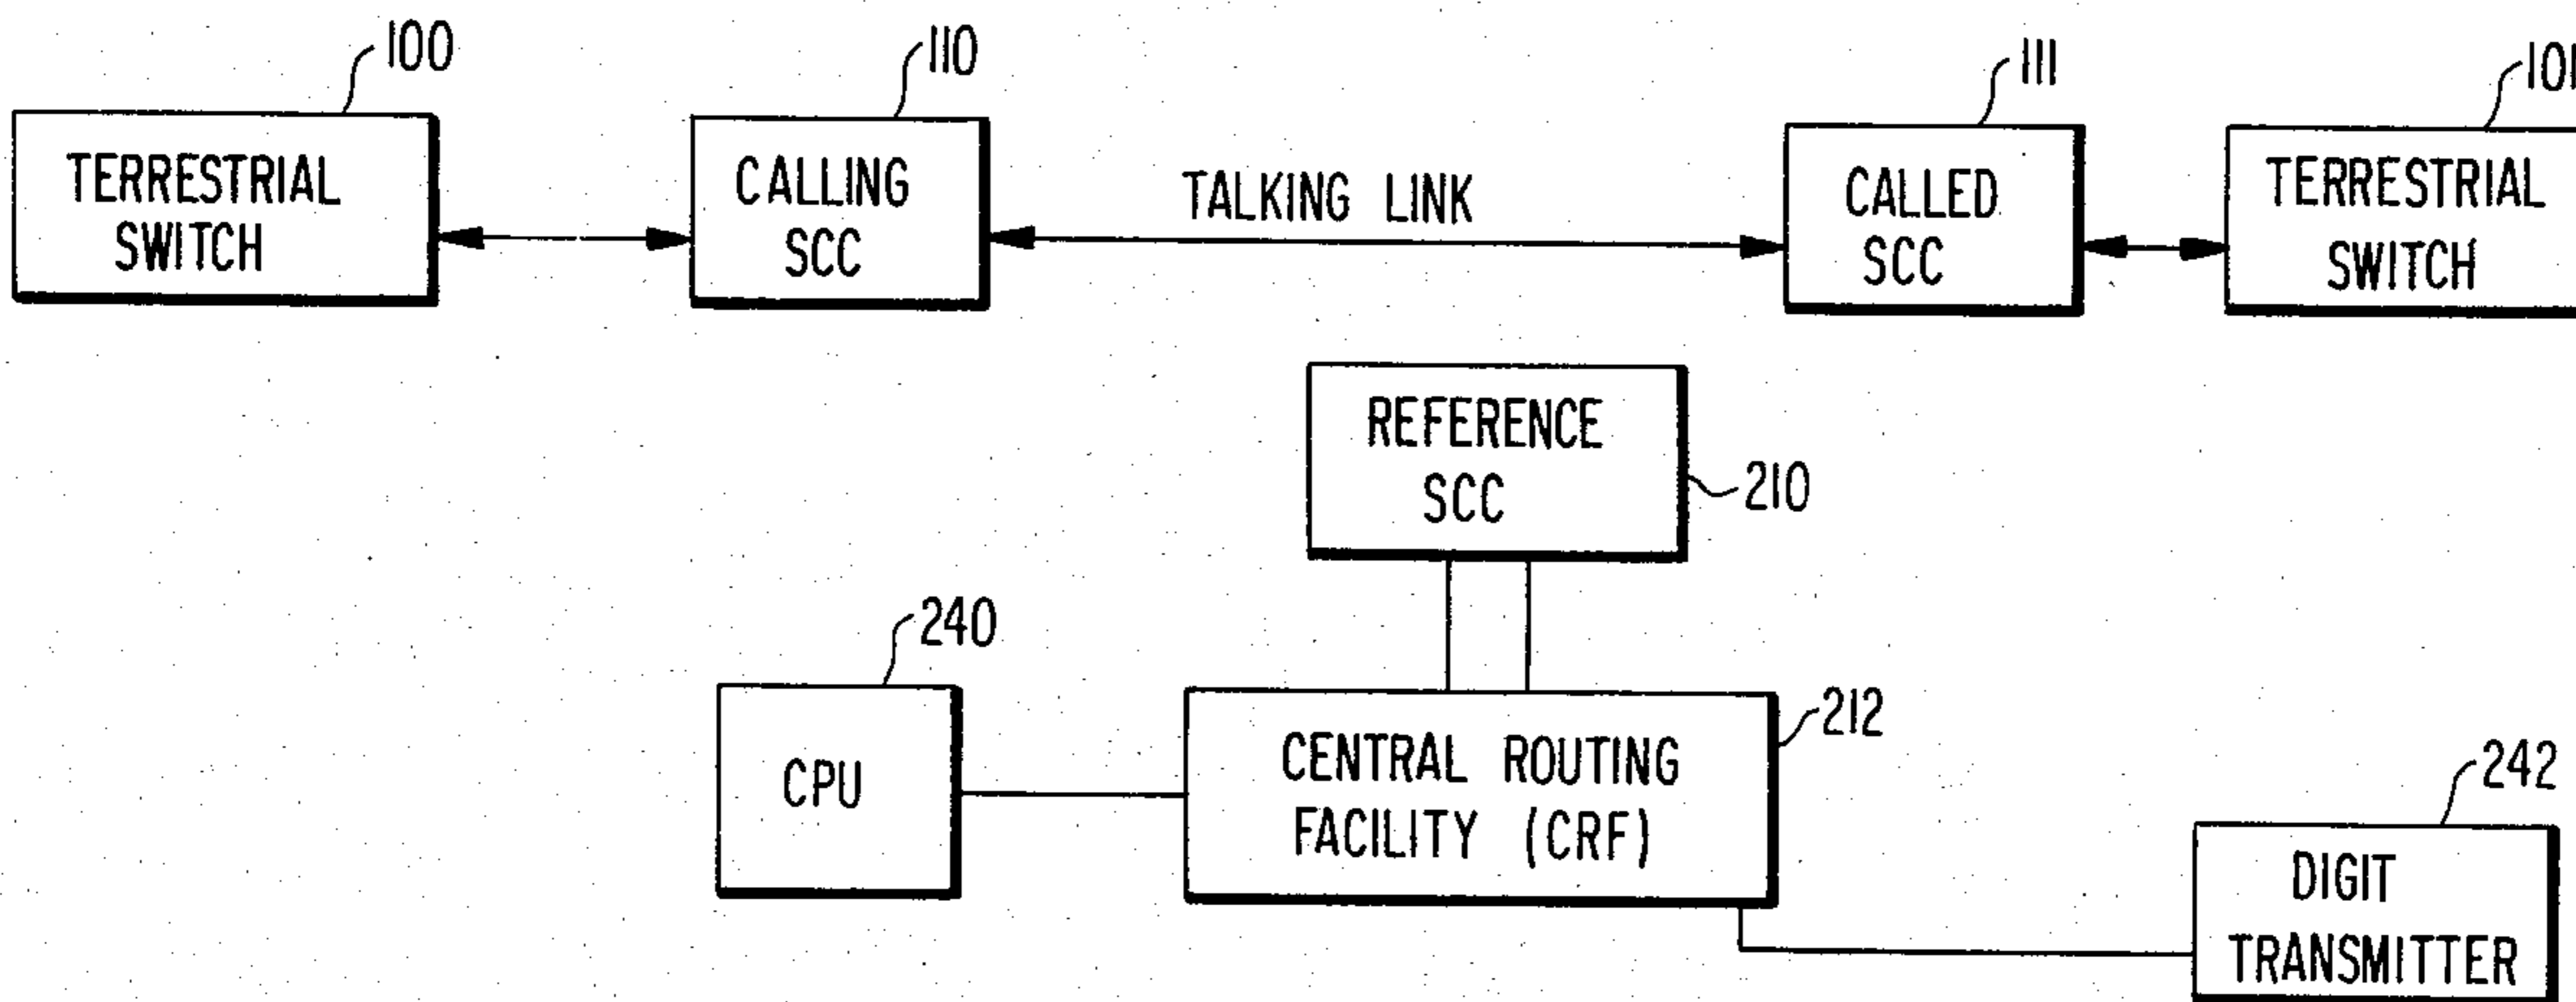 100
110
111
101
TERRESTRIAL
SWITCH
CALLING
SCC
TALKING LINK
CALLED
SCC
TERRESTRIAL
SWITCH
REFERENCE
SCC
210
240
CPU
CENTRAL ROUTING
FACILITY (CRF)
212
242
DIGIT
TRANSMITTER